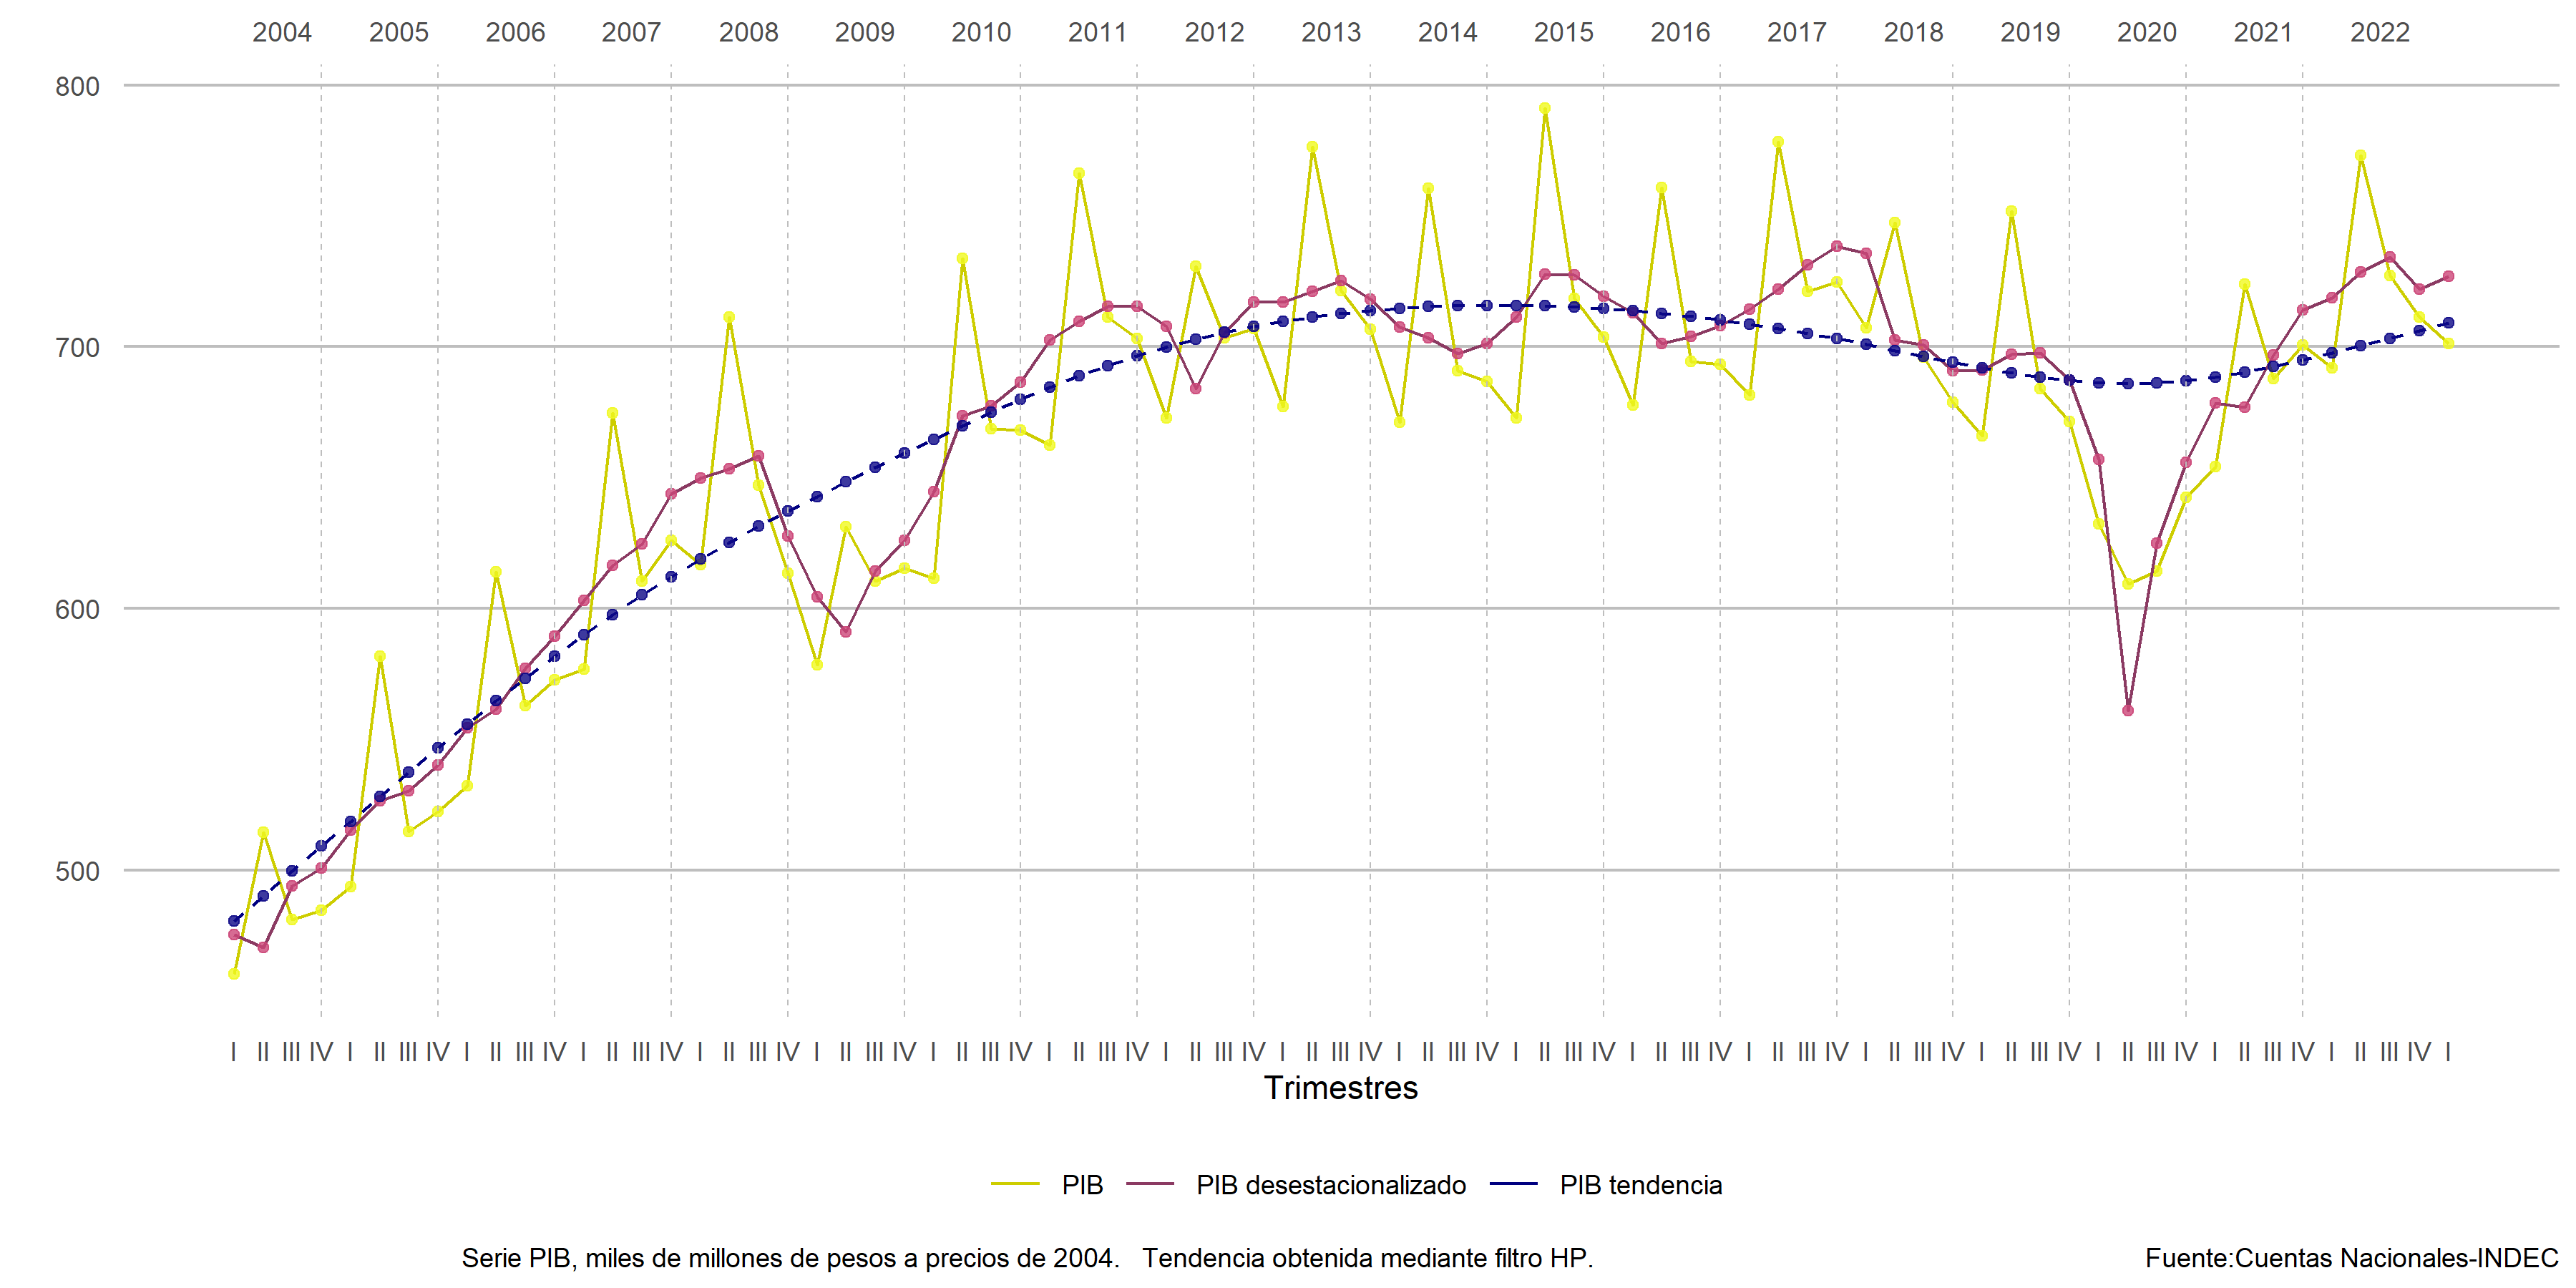 2004 2005 2006 2007 2008 2009 2010 2011 2012 2013 2014 2015 2016 2017 2018 2019 2020 2021 2022
800
700
600
500
I II III IV I II III IV I II III IV I II III IV I II III IV I II III IV I II III IV I II III IV I II III IV I II III IV I II III IV I II III IV I II III IV I II III IV I II III IV I II III IV I II III IV I II III IV I II III IV I
Trimestres
PIB PIB desestacionalizado PIB tendencia
Serie PIB, miles de millones de pesos a precios de 2004. Tendencia obtenida mediante filtro HP. Fuente:Cuentas Nacionales-INDEC